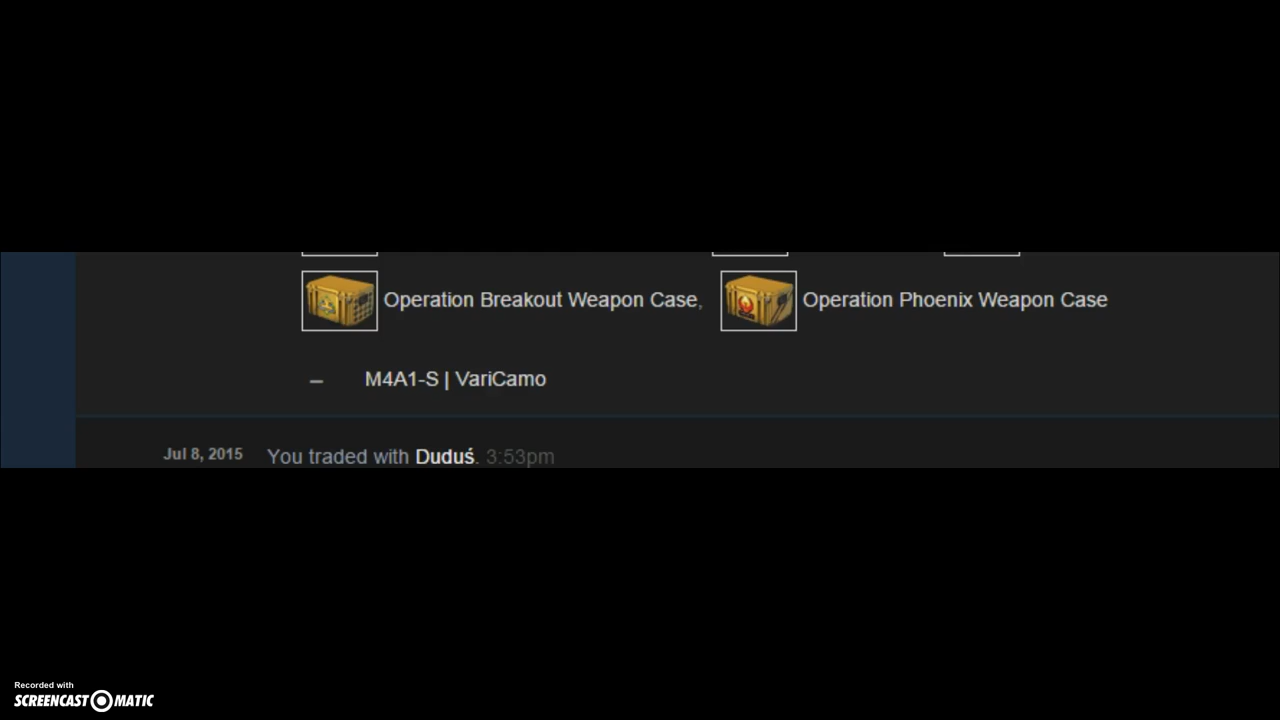 Operation Breakout Weapon Case, Operation Phoenix Weapon Case
– M4A1-S | VariCamo
Jul 8, 2015 You traded with Duduś. 3:53pm
Recorded with
SCREENCAST MATIC